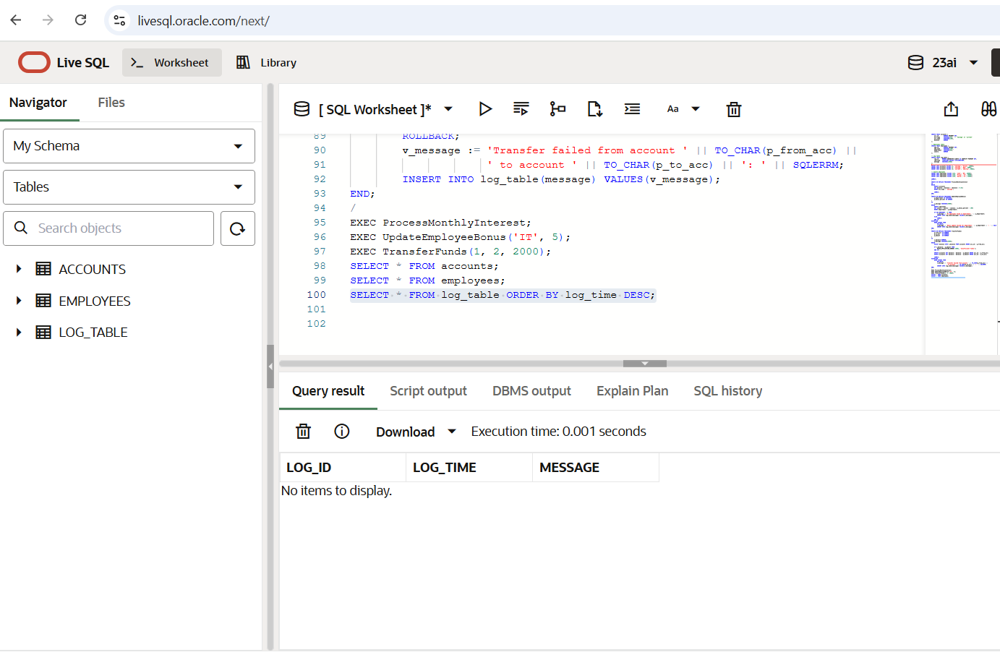 livesql.oracle.com/next/
Live SQL
Worksheet
Library
23ai
Navigator
Files
[ SQL Worksheet ]*
Aa
My Schema
Tables
Search objects
ACCOUNTS
EMPLOYEES
LOG_TABLE
89 ROLLBACK;
90 v_message := 'Transfer failed from account ' || TO_CHAR(p_from_acc) ||
91 ' to account ' || TO_CHAR(p_to_acc) || ': ' || SQLERRM;
92 INSERT INTO log_table(message) VALUES(v_message);
93 END;
94 /
95 EXEC ProcessMonthlyInterest;
96 EXEC UpdateEmployeeBonus('IT', 5);
97 EXEC TransferFunds(1, 2, 2000);
98 SELECT * FROM accounts;
99 SELECT * FROM employees;
100 SELECT * FROM log_table ORDER BY log_time DESC;
101
102
Query result
Script output
DBMS output
Explain Plan
SQL history
Download
Execution time: 0.001 seconds
LOG_ID
LOG_TIME
MESSAGE
No items to display.